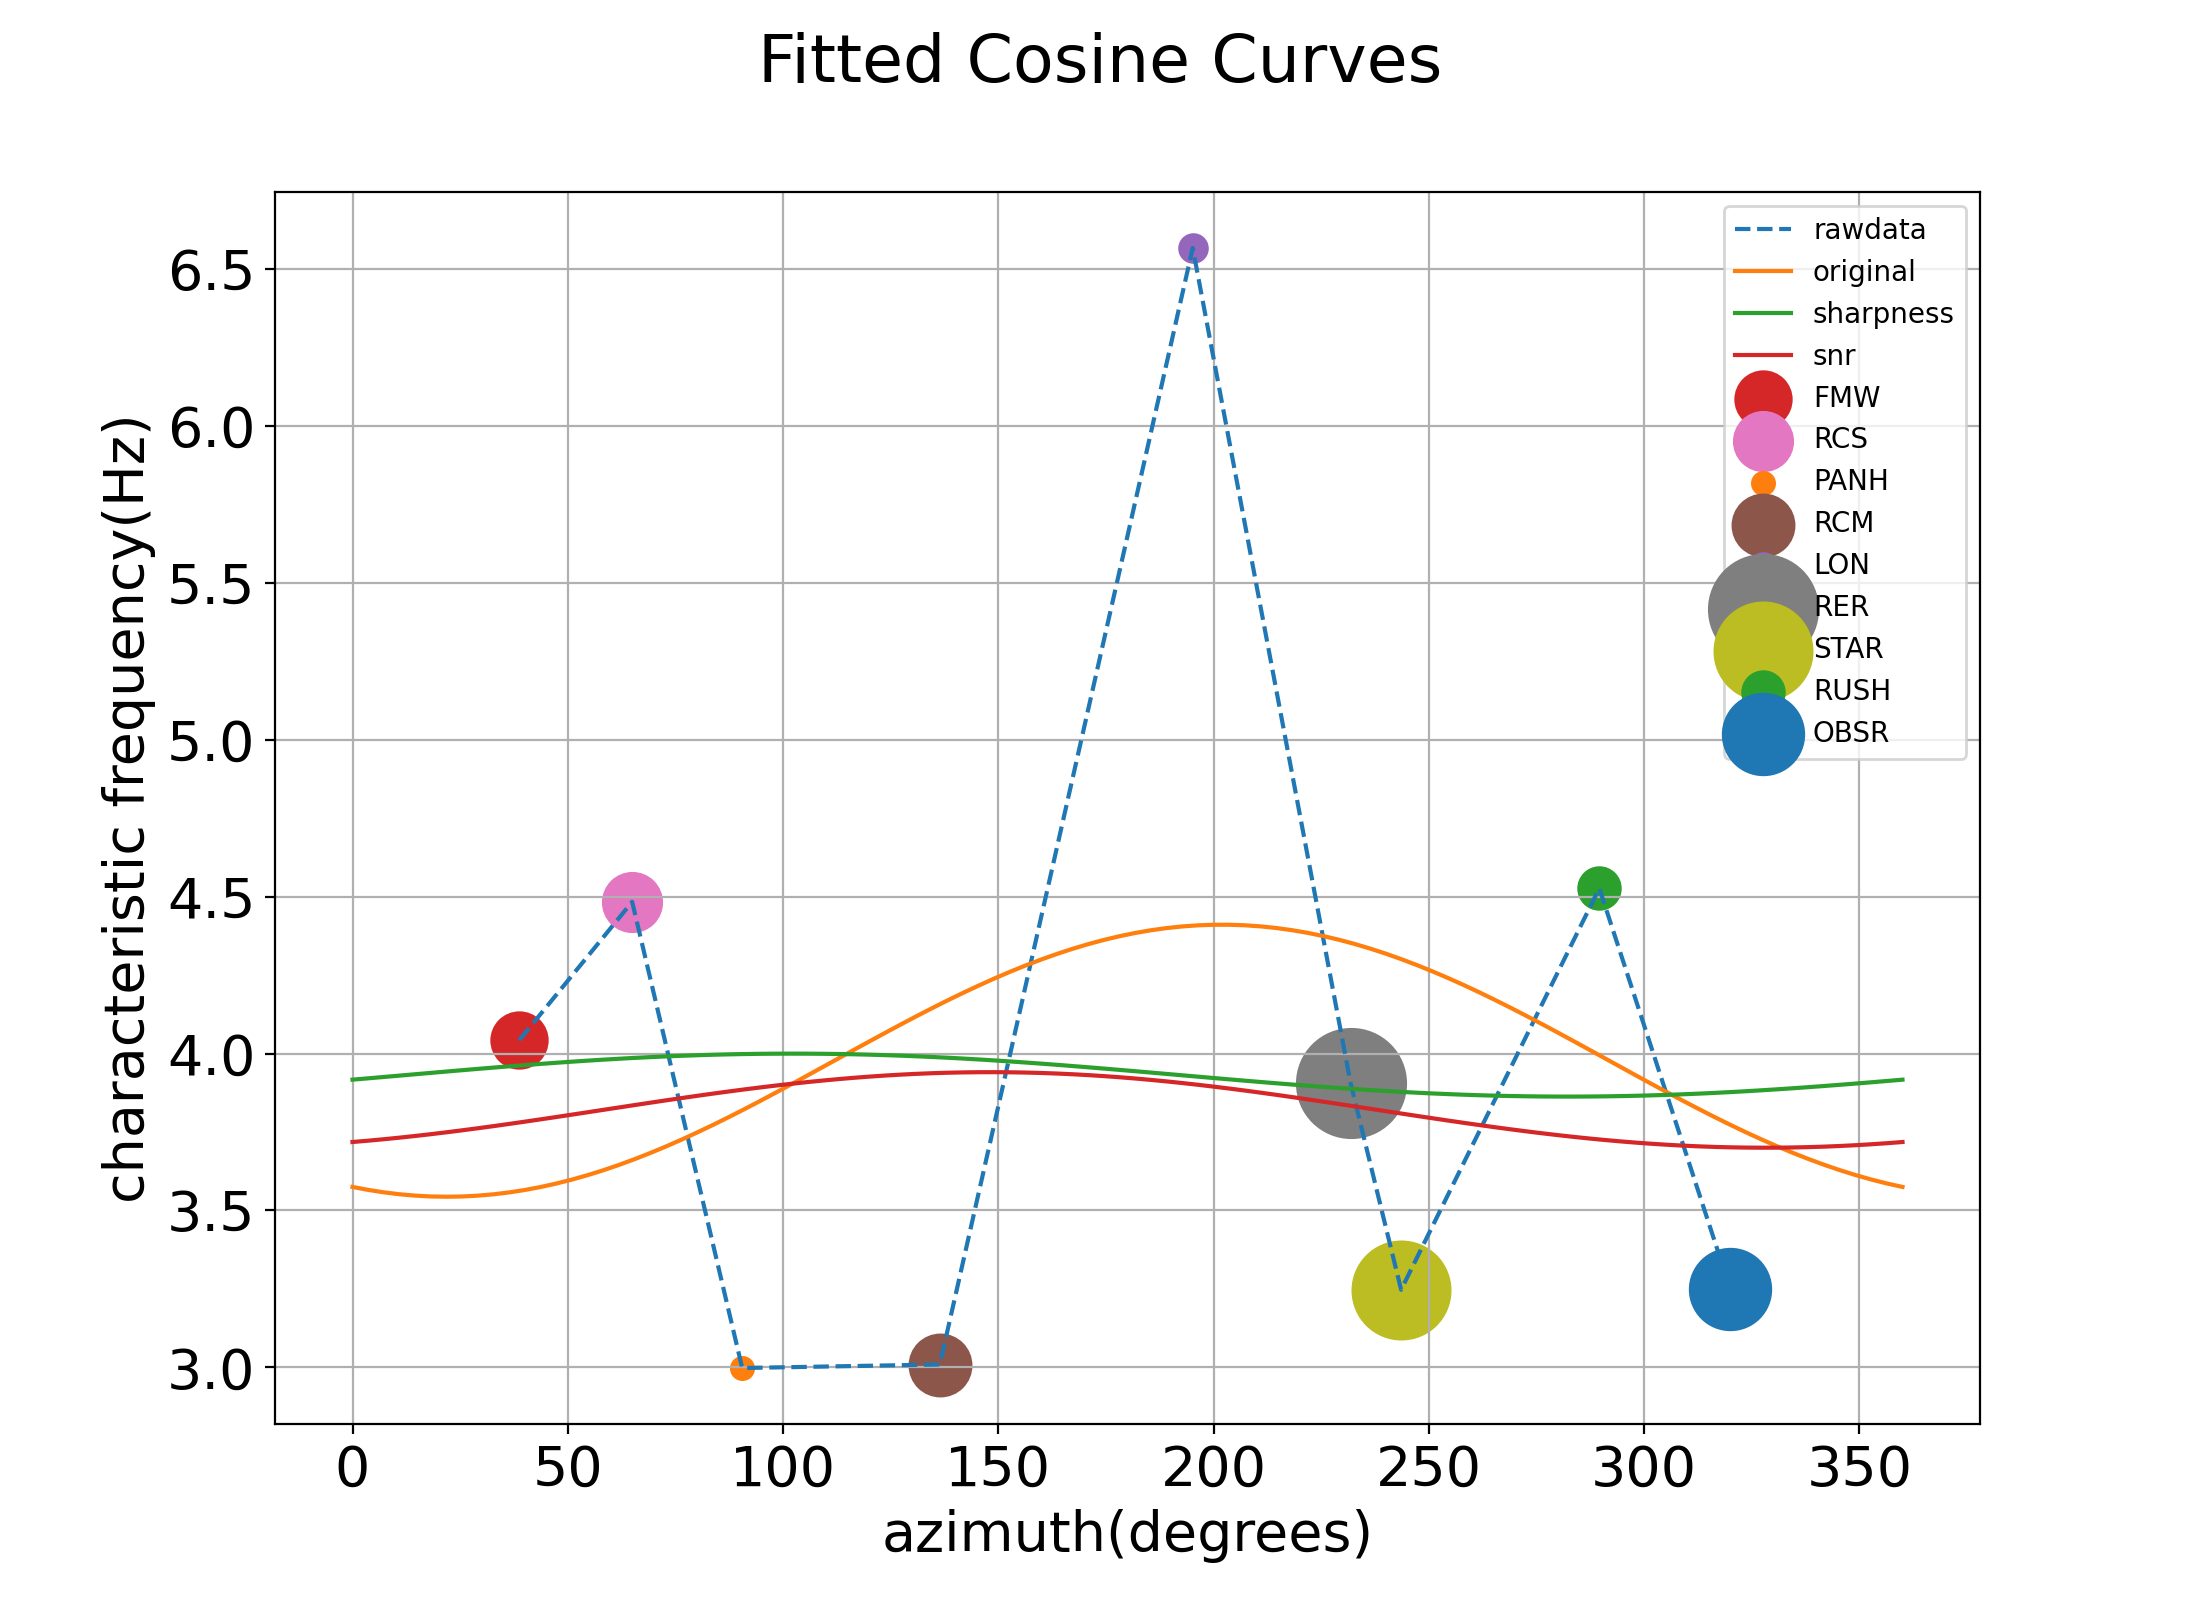 Fitted Cosine Curves
characteristic frequency(Hz)
6.5
6.0
5.5
5.0
4.5
4.0
3.5
3.0
rawdata
original
sharpness
snr
FMW
RCS
PANH
RCM
LON
RER
STAR
RUSH
OBSR
0 50 100 150 200 250 300 350
azimuth(degrees)